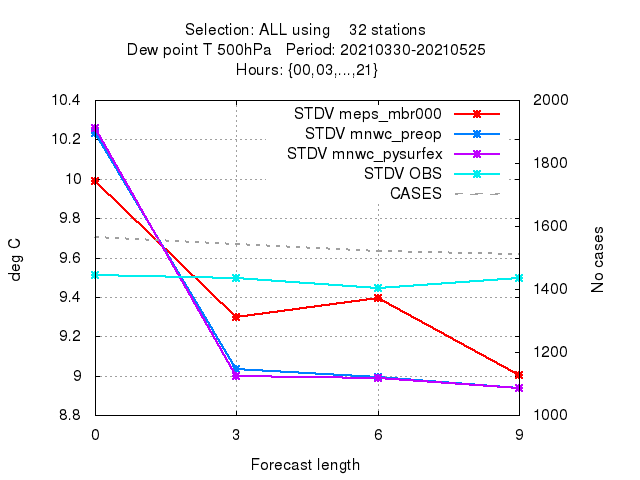 Selection: ALL using 32 stations
Dew point T 500hPa Period: 20210330-20210525
Hours: {00,03,...,21}
10.4
10.2
10
9.8
9.6
9.4
9.2
9
8.8
deg C
STDV meps_mbr000
STDV mnwc_preop
STDV mnwc_pysurfex
STDV OBS
CASES
2000
1800
1600
1400
1200
1000
No cases
0 3 6 9
Forecast length